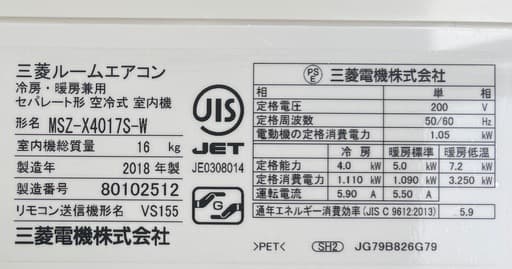 三菱ルームエアコン
冷房・暖房兼用
セパレート形 空冷式 室内機
形名 MSZ-X4017S-W
室内機総質量 16 kg
製造年 2018 年製
製造番号 80102512
リモコン送信機形名 VS155
三菱電機株式会社
JIS
JET
JE0308014
G
PS E 三菱電機株式会社
相 単 相
定格電圧 200 V
定格周波数 50/60 Hz
電動機の定格消費電力 1.05 kW
冷 房 暖房標準 暖房低温
定格能力 4.0 kW 5.0 kW 7.2 kW
定格消費電力 1.110 kW 1.090 kW 3.250 kW
運転電流 5.90 A 5.50 A
通年エネルギー消費効率(JIS C 9612:2013) 5.9
>PET< SH2 JG79B826G79